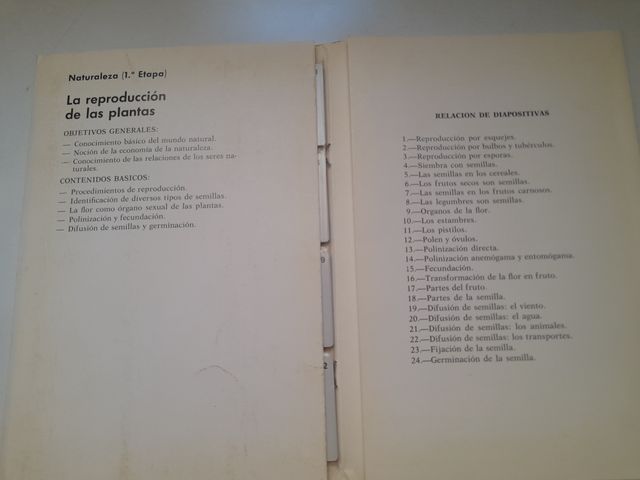 Naturaleza (1.ª Etapa)
La reproducción
de las plantas
OBJETIVOS GENERALES:
— Conocimiento básico del mundo natural.
— Noción de la economía de la naturaleza.
— Conocimiento de las relaciones de los seres na-
turales.
CONTENIDOS BASICOS:
— Procedimientos de reproducción.
— Identificación de diversos tipos de semillas.
— La flor como órgano sexual de las plantas.
— Polinización y fecundación.
— Difusión de semillas y germinación.
9
2
RELACION DE DIAPOSITIVAS
1.—Reproducción por esquejes.
2.—Reproducción por bulbos y tubérculos.
3.—Reproducción por esporas.
4.—Siembra con semillas.
5.—Las semillas en los cereales.
6.—Los frutos secos son semillas.
7.—Las semillas en los frutos carnosos.
8.—Las legumbres son semillas.
9.—Organos de la flor.
10.—Los estambres.
11.—Los pistilos.
12.—Polen y óvulos.
13.—Polinización directa.
14.—Polinización anemógama y entomógama.
15.—Fecundación.
16.—Transformación de la flor en fruto.
17.—Partes del fruto.
18.—Partes de la semilla.
19.—Difusión de semillas: el viento.
20.—Difusión de semillas: el agua.
21.—Difusión de semillas: los animales.
22.—Difusión de semillas: los transportes.
23.—Fijación de la semilla.
24.—Germinación de la semilla.